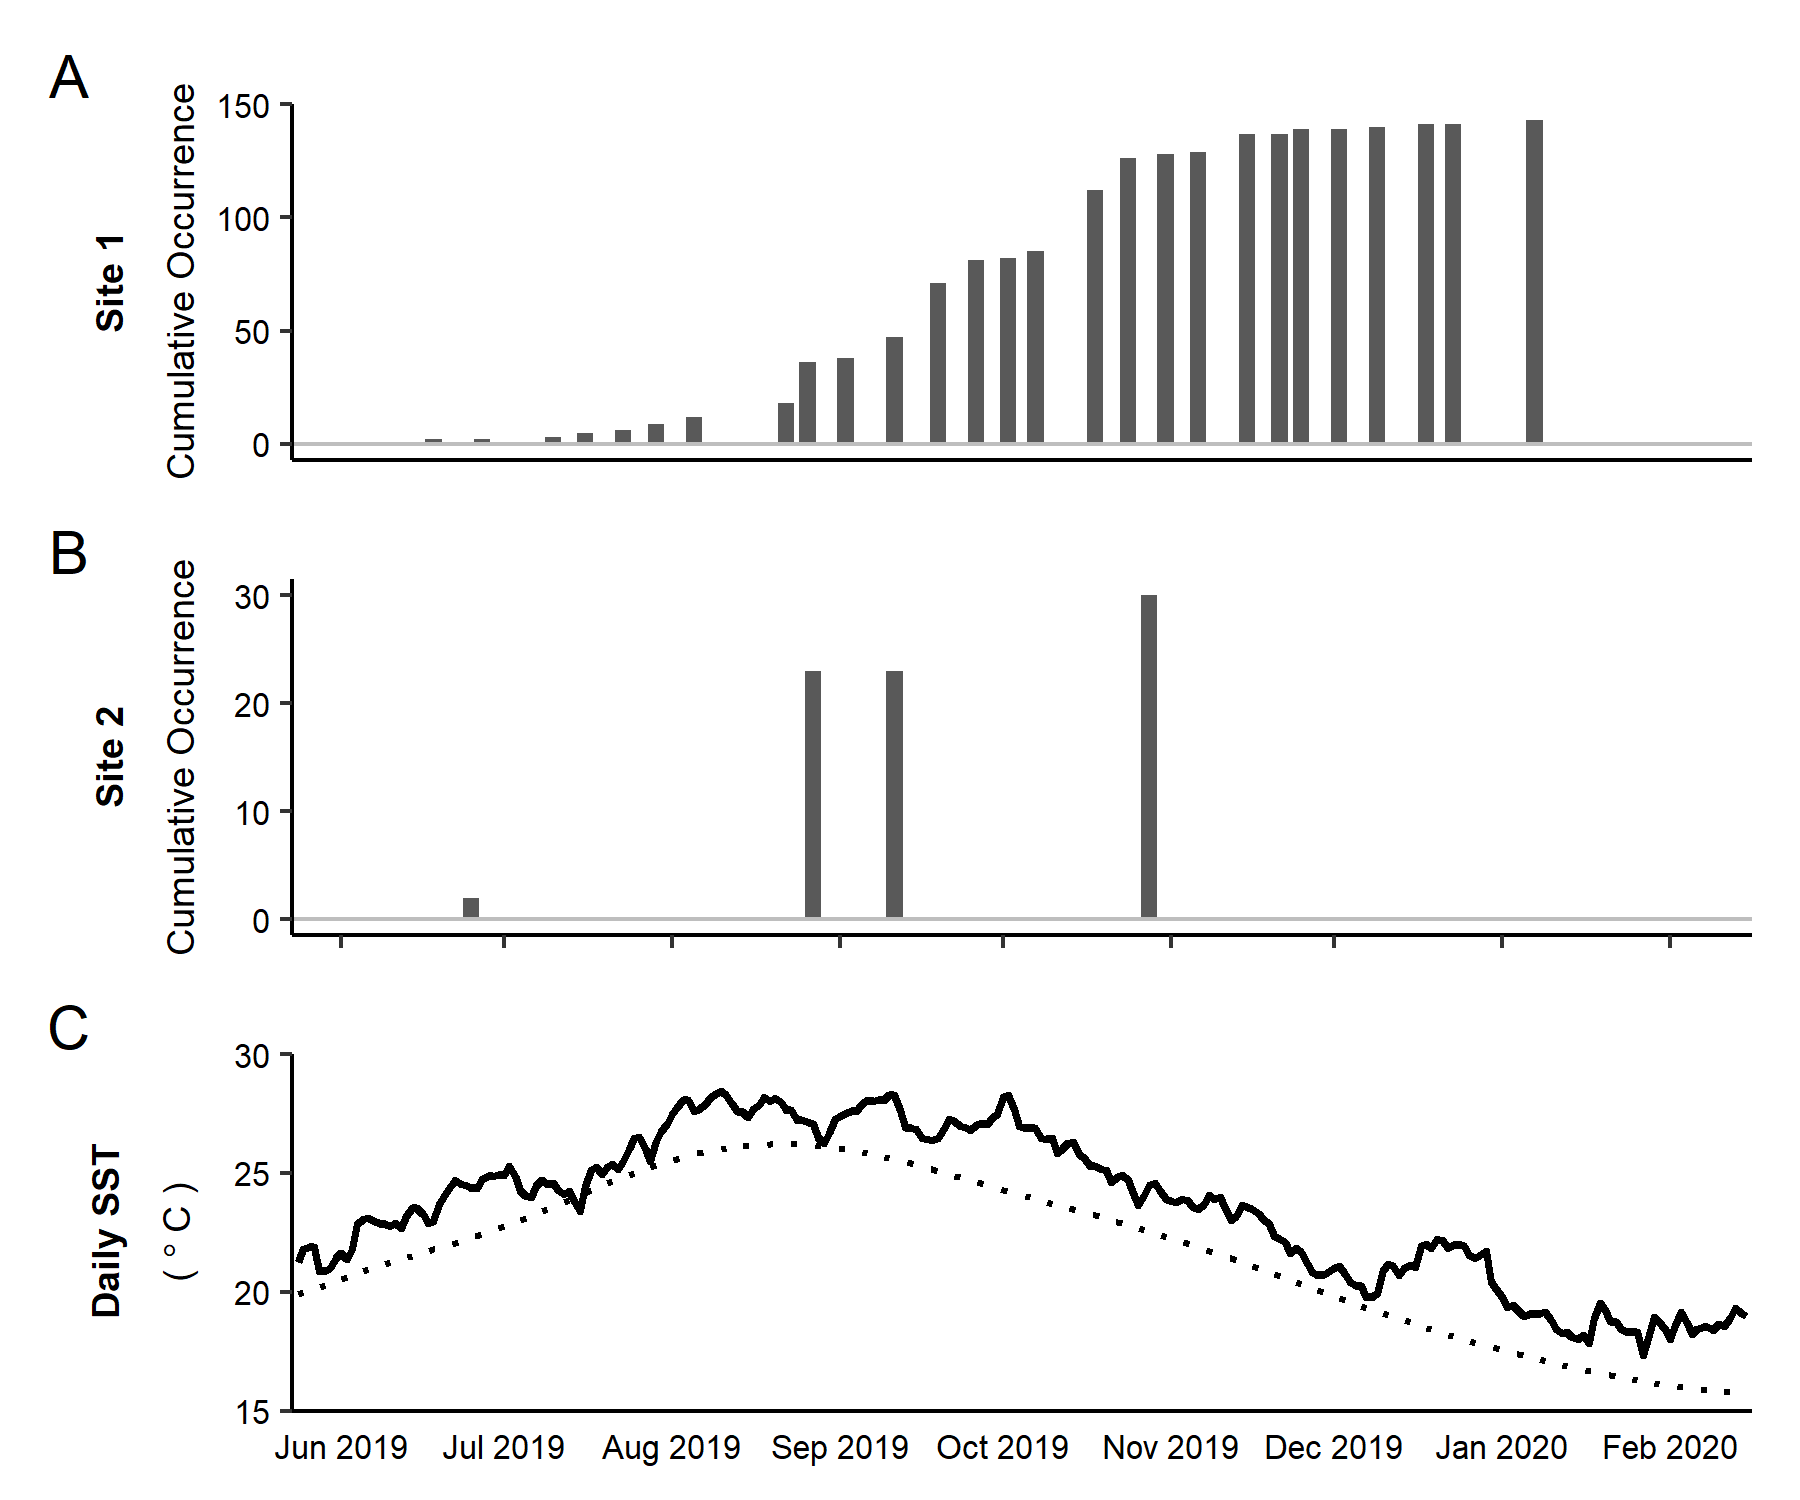 A
Site 1
Cumulative Occurrence
150
100
50
0
B
Site 2
Cumulative Occurrence
30
20
10
0
C
Daily SST
( ° C )
30
25
20
15
Jun 2019 Jul 2019 Aug 2019 Sep 2019 Oct 2019 Nov 2019 Dec 2019 Jan 2020 Feb 2020